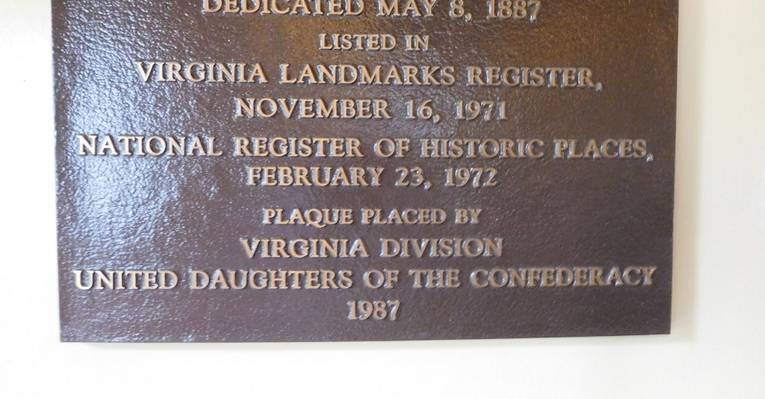 DEDICATED MAY 8, 1887
LISTED IN
VIRGINIA LANDMARKS REGISTER,
NOVEMBER 16, 1971
NATIONAL REGISTER OF HISTORIC PLACES,
FEBRUARY 23, 1972
PLAQUE PLACED BY
VIRGINIA DIVISION
UNITED DAUGHTERS OF THE CONFEDERACY
1987